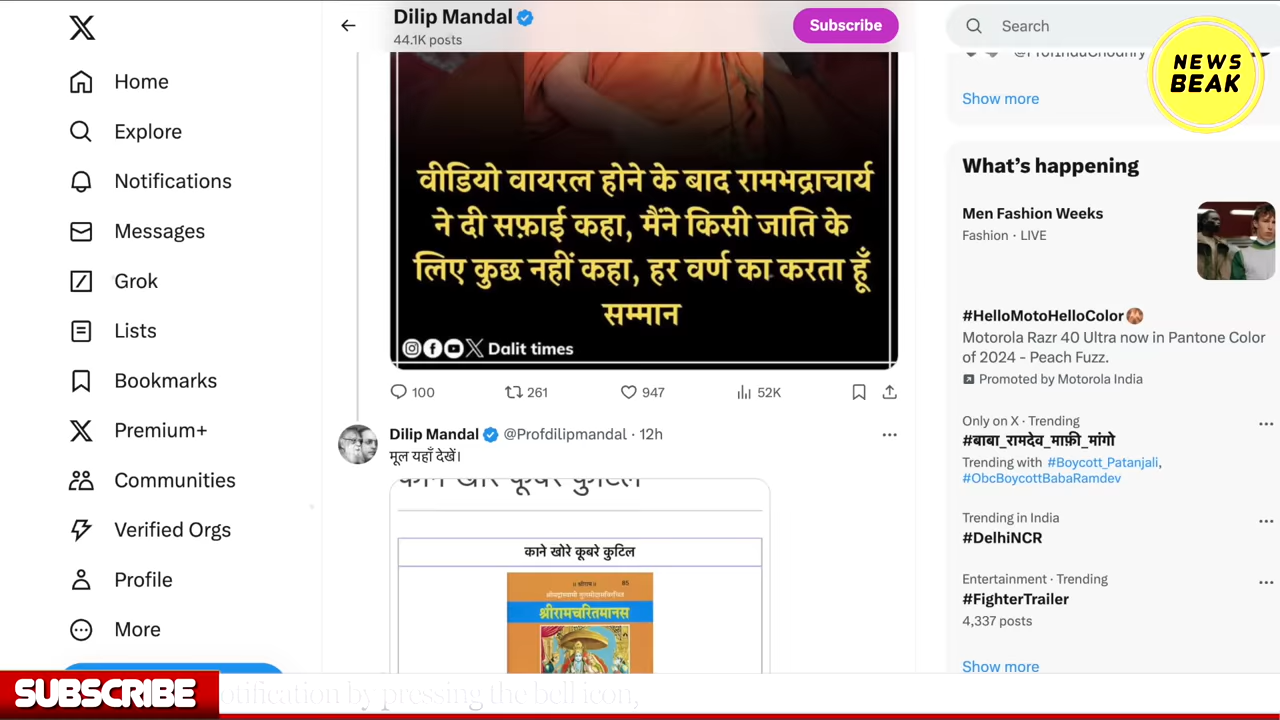 Dilip Mandal
44.1K posts
Subscribe
Search
NEWS
BEAK
Home
Explore
Notifications
Messages
Grok
Lists
Bookmarks
Premium+
Communities
Verified Orgs
Profile
More
वीडियो वायरल होने के बाद रामभद्राचार्य
ने दी सफ़ाई कहा, मैंने किसी जाति के
लिए कुछ नहीं कहा, हर वर्ण का करता हूँ
सम्मान
Dalit times
100 261 947 52K
Dilip Mandal @Profdilipmandal · 12h
मूल यहाँ देखें।
काने खोरे कूबरे कुटिल
काने खोरे कूबरे कुटिल
85
श्रीरामचरितमानस
Show more
What’s happening
Men Fashion Weeks
Fashion · LIVE
#HelloMotoHelloColor
Motorola Razr 40 Ultra now in Pantone Color
of 2024 - Peach Fuzz.
Promoted by Motorola India
Only on X · Trending
#बाबा_रामदेव_माफ़ी_मांगो
Trending with #Boycott_Patanjali,
#ObcBoycottBabaRamdev
Trending in India
#DelhiNCR
Entertainment · Trending
#FighterTrailer
4,337 posts
Show more
SUBSCRIBE
otification by pressing the bell icon,